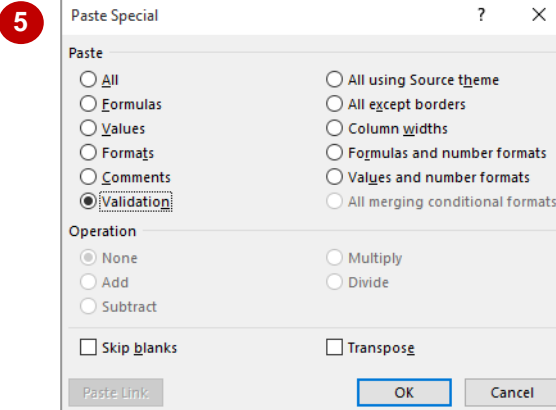 5
Paste Special ? ×
Paste
All
Formulas
Values
Formats
Comments
Validation
All using Source theme
All except borders
Column widths
Formulas and number formats
Values and number formats
All merging conditional formats
Operation
None
Add
Subtract
Multiply
Divide
Skip blanks
Transpose
Paste Link
OK
Cancel